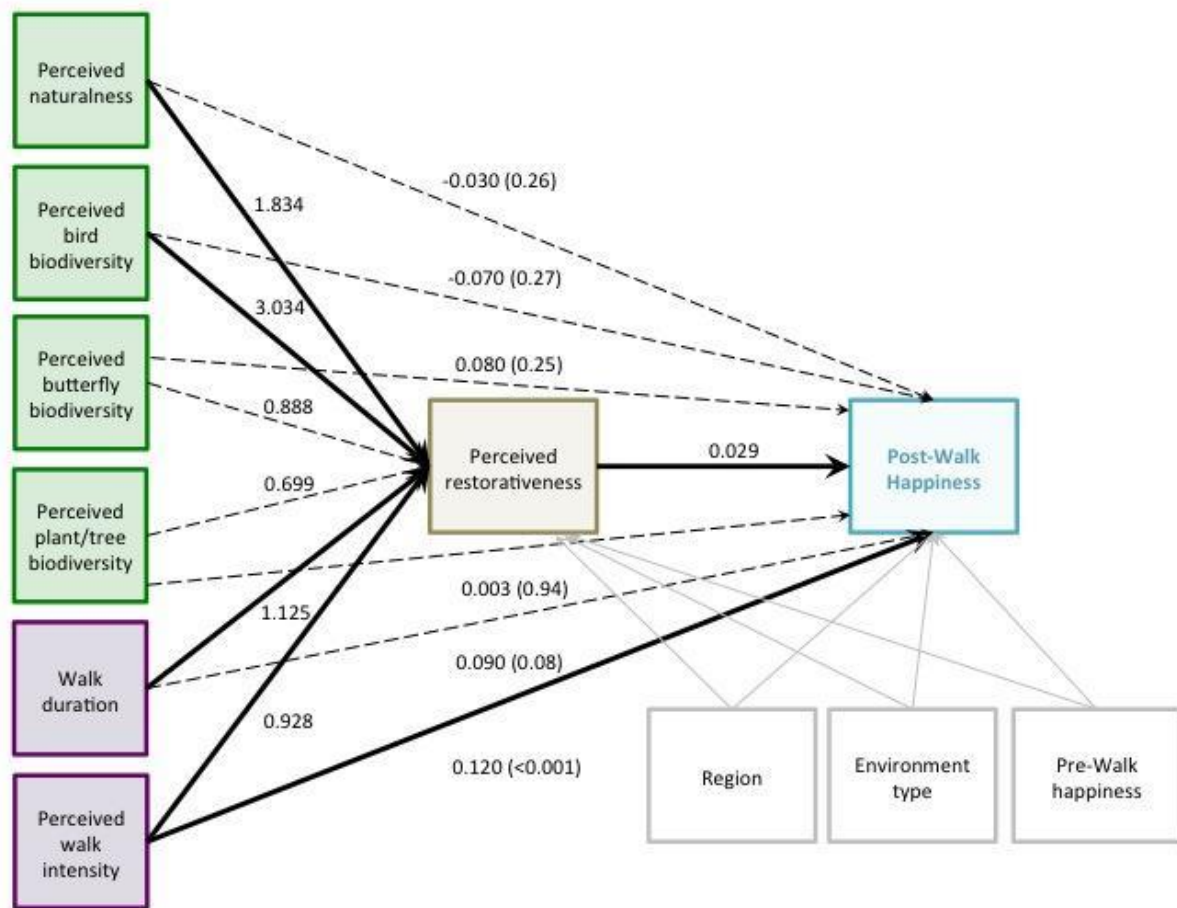 Perceived
naturalness
-0.030 (0.26)
1.834
Perceived
bird
biodiversity
-0.070 (0.27)
3.034
Perceived
butterfly
biodiversity
0.080 (0.25)
0.888
Perceived
restorativeness
0.029
Post-Walk
Happiness
0.699
Perceived
plant/tree
biodiversity
0.003 (0.94)
1.125
Walk
duration
0.090 (0.08)
0.928
0.120 (<0.001)
Perceived
walk
intensity
Region
Environment
type
Pre-Walk
happiness